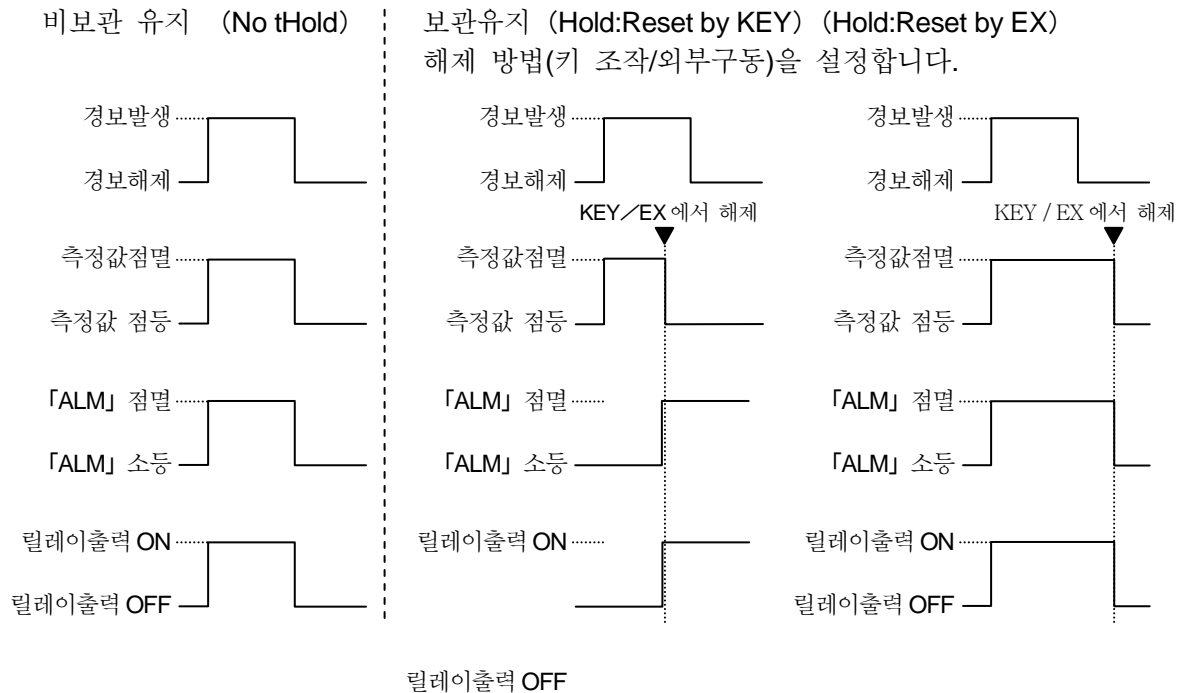 비보관 유지 （No tHold）
보관유지（Hold:Reset by KEY）（Hold:Reset by EX）
해제 방법(키 조작/외부구동)을 설정합니다.
경보발생
경보해제
측정값점멸
측정값 점등
「ALM」점멸
「ALM」소등
릴레이출력 ON
릴레이출력 OFF
경보발생
경보해제
KEY／EX에서 해제
측정값점멸
측정값 점등
「ALM」점멸
「ALM」소등
릴레이출력 ON
릴레이출력 OFF
경보발생
경보해제
KEY / EX 에서 해제
측정값점멸
측정값 점등
「ALM」점멸
「ALM」소등
릴레이출력 ON
릴레이출력 OFF